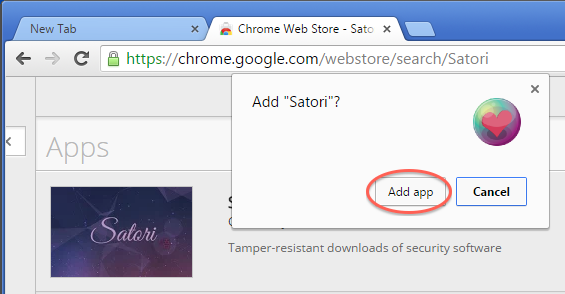 New Tab
Chrome Web Store - Sato
https://chrome.google.com/webstore/search/Satori
Add "Satori"?
Add app
Cancel
Apps
Satori
Tamper-resistant downloads of security software